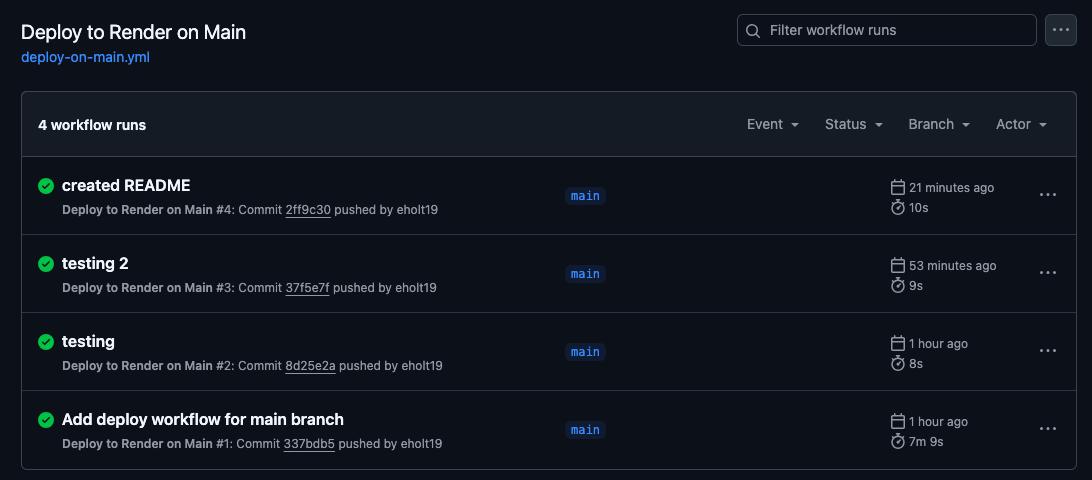 Deploy to Render on Main
Filter workflow runs
deploy-on-main.yml
4 workflow runs
Event
Status
Branch
Actor
created README
main
21 minutes ago
Deploy to Render on Main #4: Commit 2ff9c30 pushed by eholt19
10s
testing 2
main
53 minutes ago
Deploy to Render on Main #3: Commit 37f5e7f pushed by eholt19
9s
testing
main
1 hour ago
Deploy to Render on Main #2: Commit 8d25e2a pushed by eholt19
8s
Add deploy workflow for main branch
main
1 hour ago
Deploy to Render on Main #1: Commit 337bdb5 pushed by eholt19
7m 9s